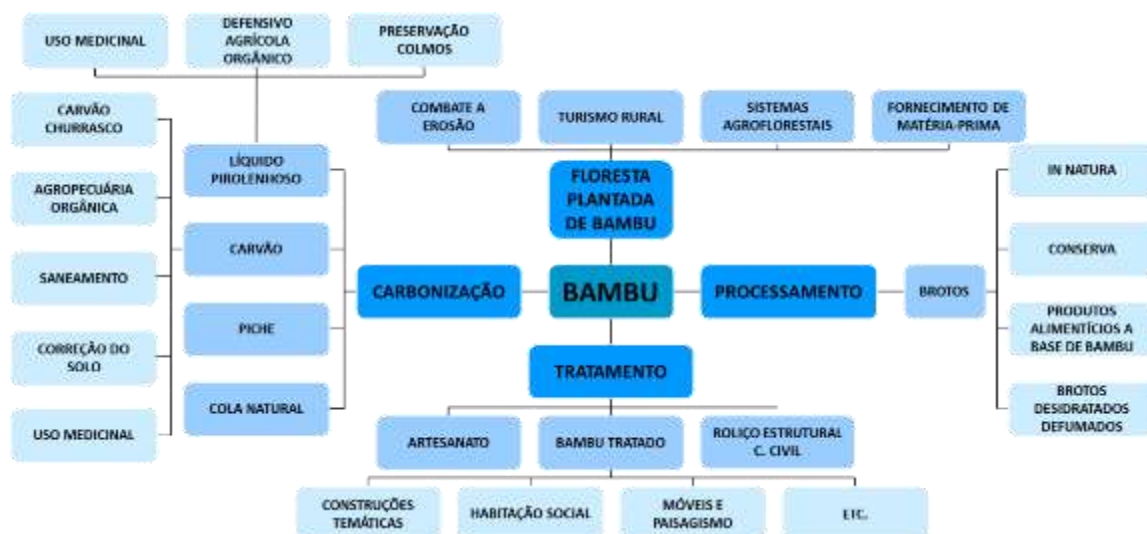 USO MEDICINAL
DEFENSIVO
AGRÍCOLA
ORGÂNICO
PRESERVAÇÃO
COLMOS
CARVÃO
CHURRASCO
AGROPECUÁRIA
ORGÂNICA
SANEAMENTO
CORREÇÃO DO
SOLO
USO MEDICINAL
LÍQUIDO
PIROLENHOSO
CARVÃO
PICHE
COLA NATURAL
CARBONIZAÇÃO
COMBATE A
EROSÃO
TURISMO RURAL
SISTEMAS
AGROFLORESTAIS
FORNECIMENTO DE
MATÉRIA-PRIMA
FLORESTA
PLANTADA
DE BAMBU
BAMBU
PROCESSAMENTO
BROTOS
IN NATURA
CONSERVA
PRODUTOS
ALIMENTÍCIOS A
BASE DE BAMBU
BROTOS
DESIDRATADOS
DEFUMADOS
TRATAMENTO
ARTESANATO
BAMBU TRATADO
ROLIÇO ESTRUTURAL
C. CIVIL
CONSTRUÇÕES
TEMÁTICAS
HABITAÇÃO SOCIAL
MÓVEIS E
PAISAGISMO
ETC.